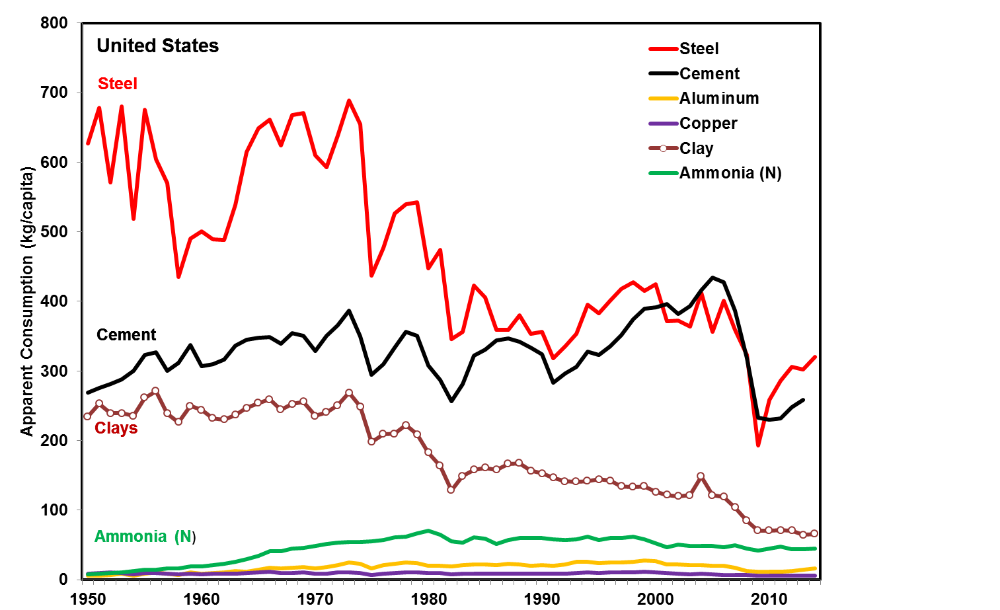 800
United States
Steel
Cement
Aluminum
Copper
Clay
Ammonia (N)
Steel
700
600
500
400
300
200
100
0
Cement
Clays
Ammonia (N)
Apparent Consumption (kg/capita)
1950 1960 1970 1980 1990 2000 2010